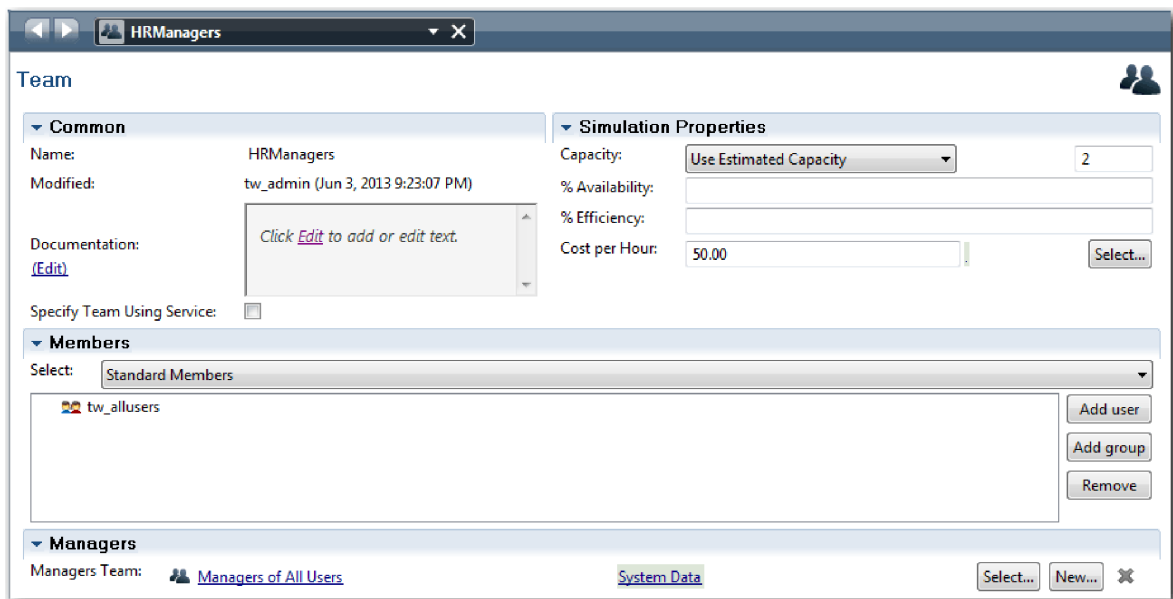 HRManagers
Team
Common
Name: HRManagers
Modified: tw_admin (Jun 3, 2013 9:23:07 PM)
Documentation:
(Edit)
Click Edit to add or edit text.
Specify Team Using Service:
Simulation Properties
Capacity: Use Estimated Capacity 2
% Availability:
% Efficiency:
Cost per Hour: 50.00 Select...
Members
Select: Standard Members
tw_allusers
Add user
Add group
Remove
Managers
Managers Team: Managers of All Users System Data Select... New...